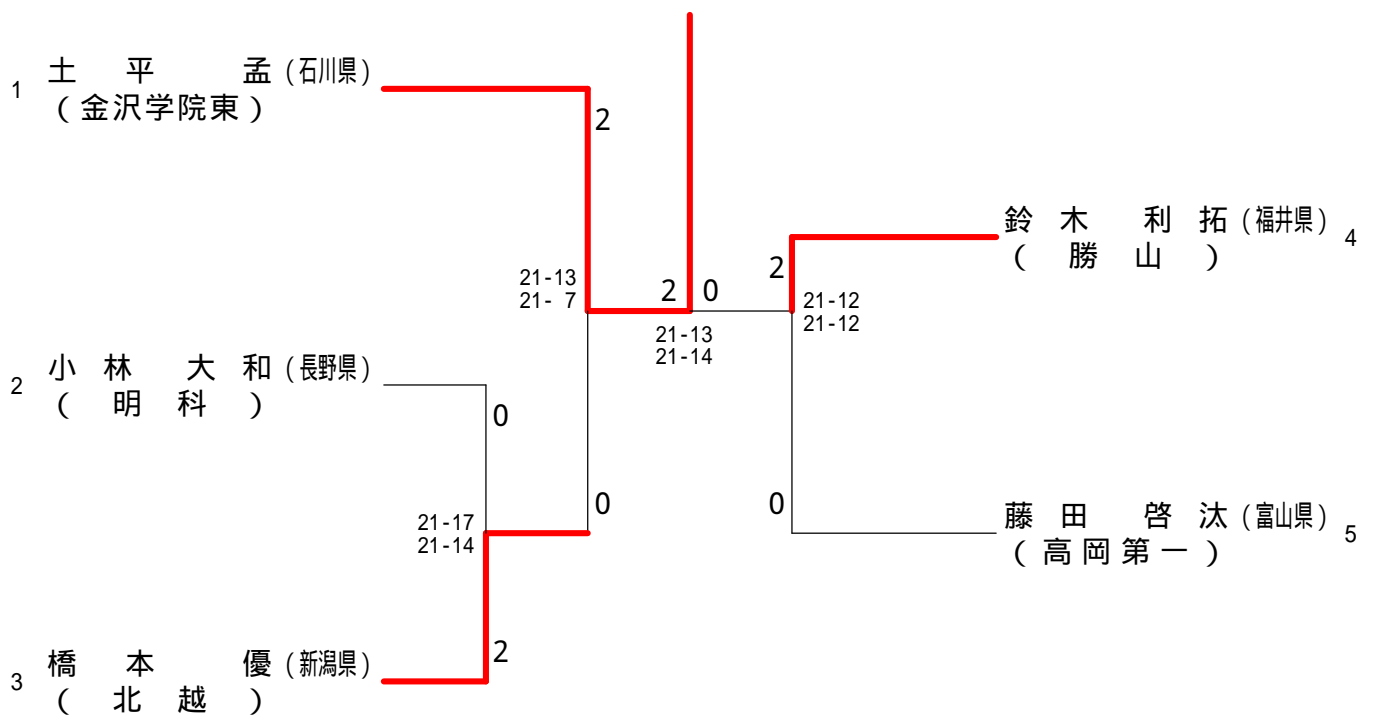 1 土 平 孟 (石川県)
( 金沢学院東 )
2
21-13
21- 7
2 0
21-13
21-14
鈴 木 利 拓 (福井県) 4
( 勝 山 )
2
21-12
21-12
2 小 林 大 和 (長野県)
( 明 科 )
0
21-17
21-14
0
0
藤 田 啓 汰 (富山県) 5
( 高岡第一 )
3 橋 本 優 (新潟県)
( 北 越 )
2